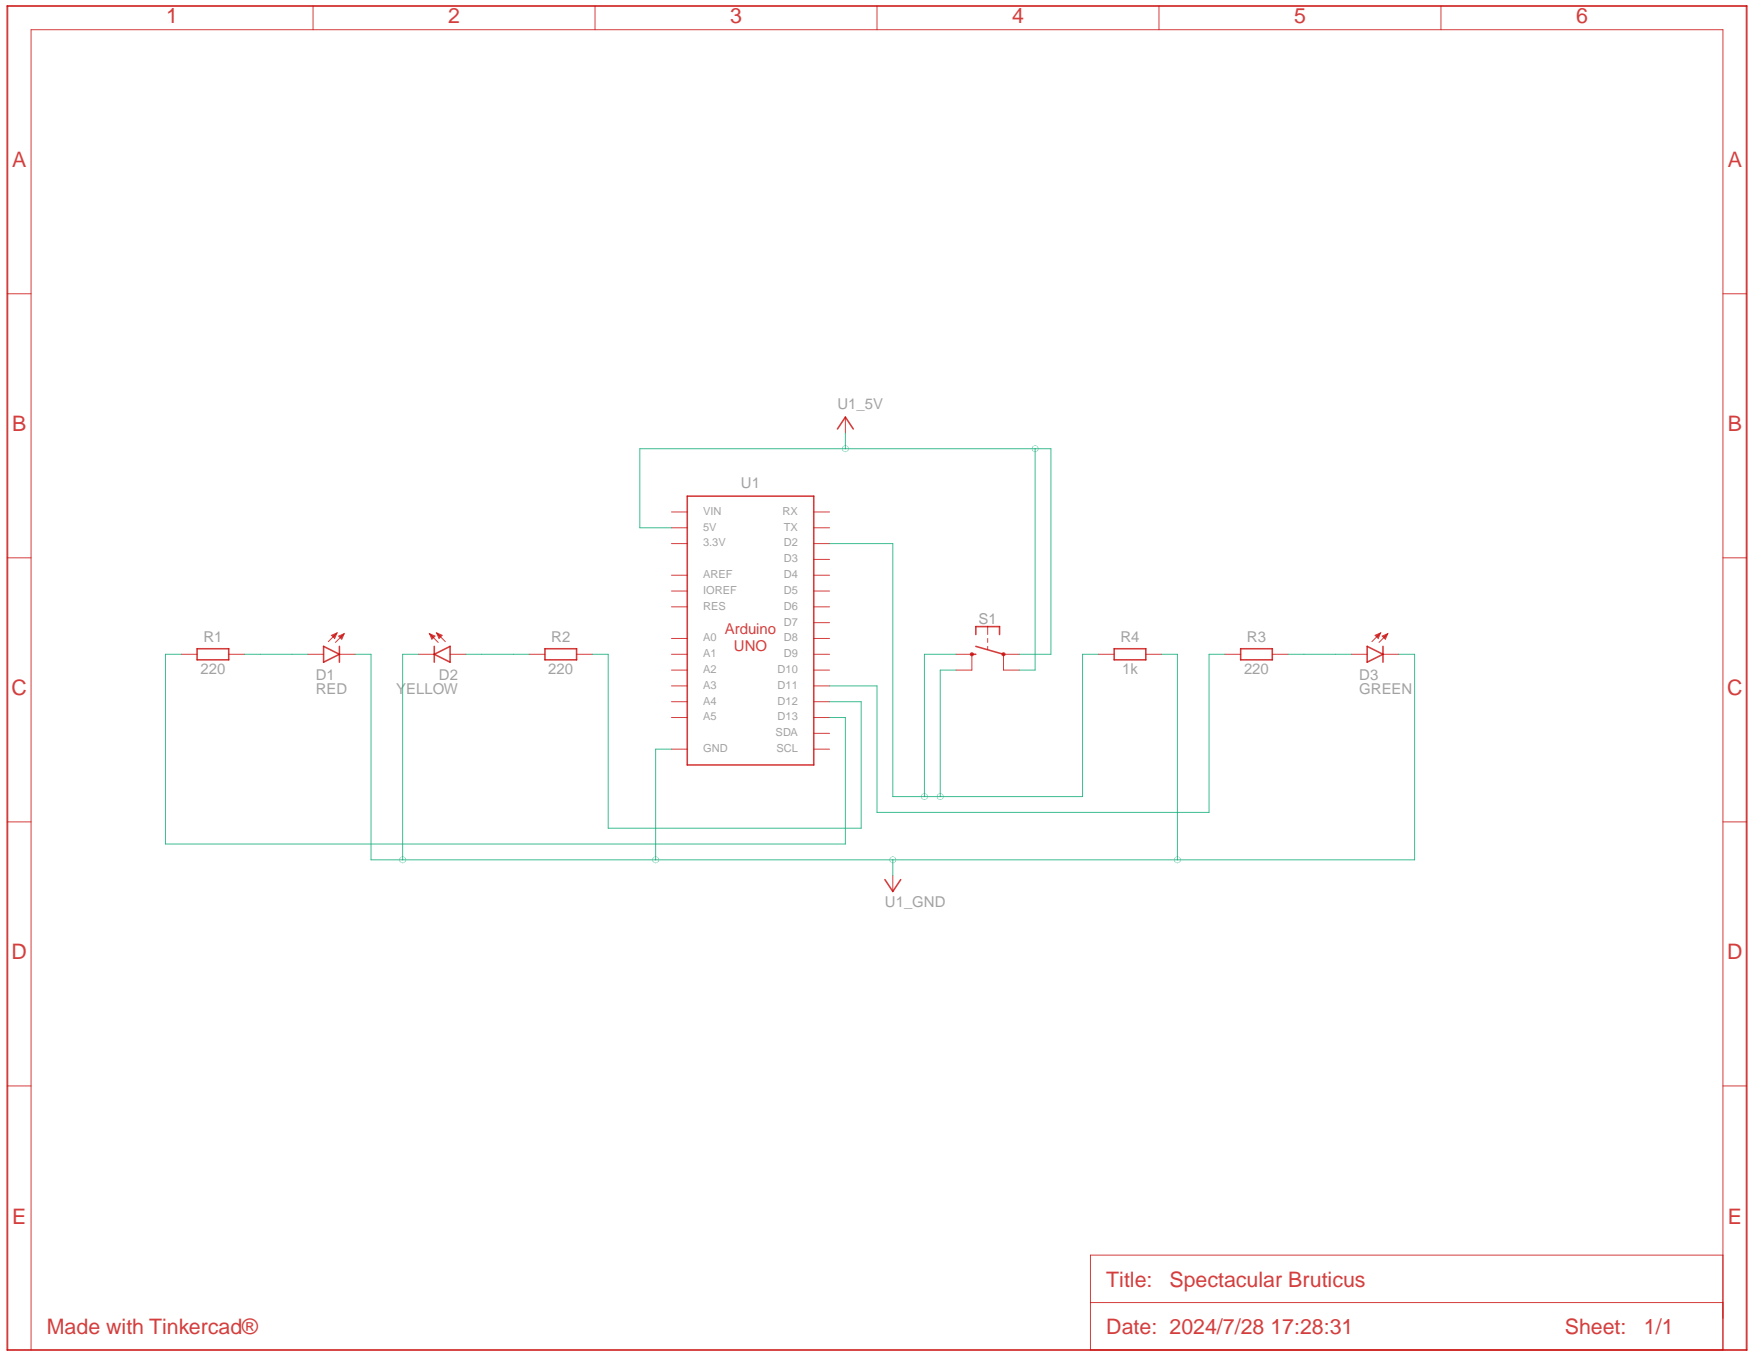 1 2 3 4 5 6
A A
B B
C C
D D
E E
U1_5V
U1
VIN RX
5V TX
3.3V D2
D3
AREF D4
IOREF D5
RES D6
D7
A0 D8
A1 D9
A2 D10
A3 D11
A4 D12
A5 D13
SDA
GND SCL
Arduino
UNO
R1
220
D1
RED
D2
YELLOW
R2
220
S1
R4
1k
R3
220
D3
GREEN
U1_GND
Title: Spectacular Bruticus
Date: 2024/7/28 17:28:31 Sheet: 1/1
Made with Tinkercad®